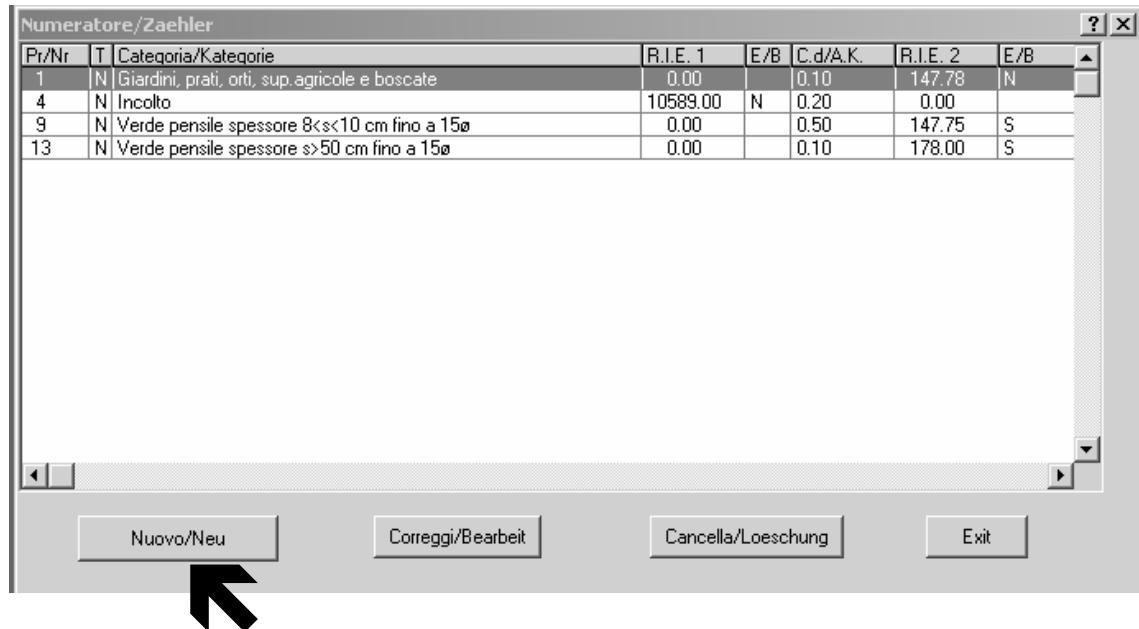 Numeratore/Zaehler ? X
Pr/Nr T Categoria/Kategorie R.I.E. 1 E/B C.d/A.K. R.I.E. 2 E/B
1 N Giardini, prati, orti, sup.agricole e boscate 0.00 0.10 147.78 N
4 N Incolto 10589.00 N 0.20 0.00
9 N Verde pensile spessore 8<s<10 cm fino a 15ø 0.00 0.50 147.75 S
13 N Verde pensile spessore s>50 cm fino a 15ø 0.00 0.10 178.00 S
Nuovo/Neu Correggi/Bearbeit Cancella/Loeschung Exit